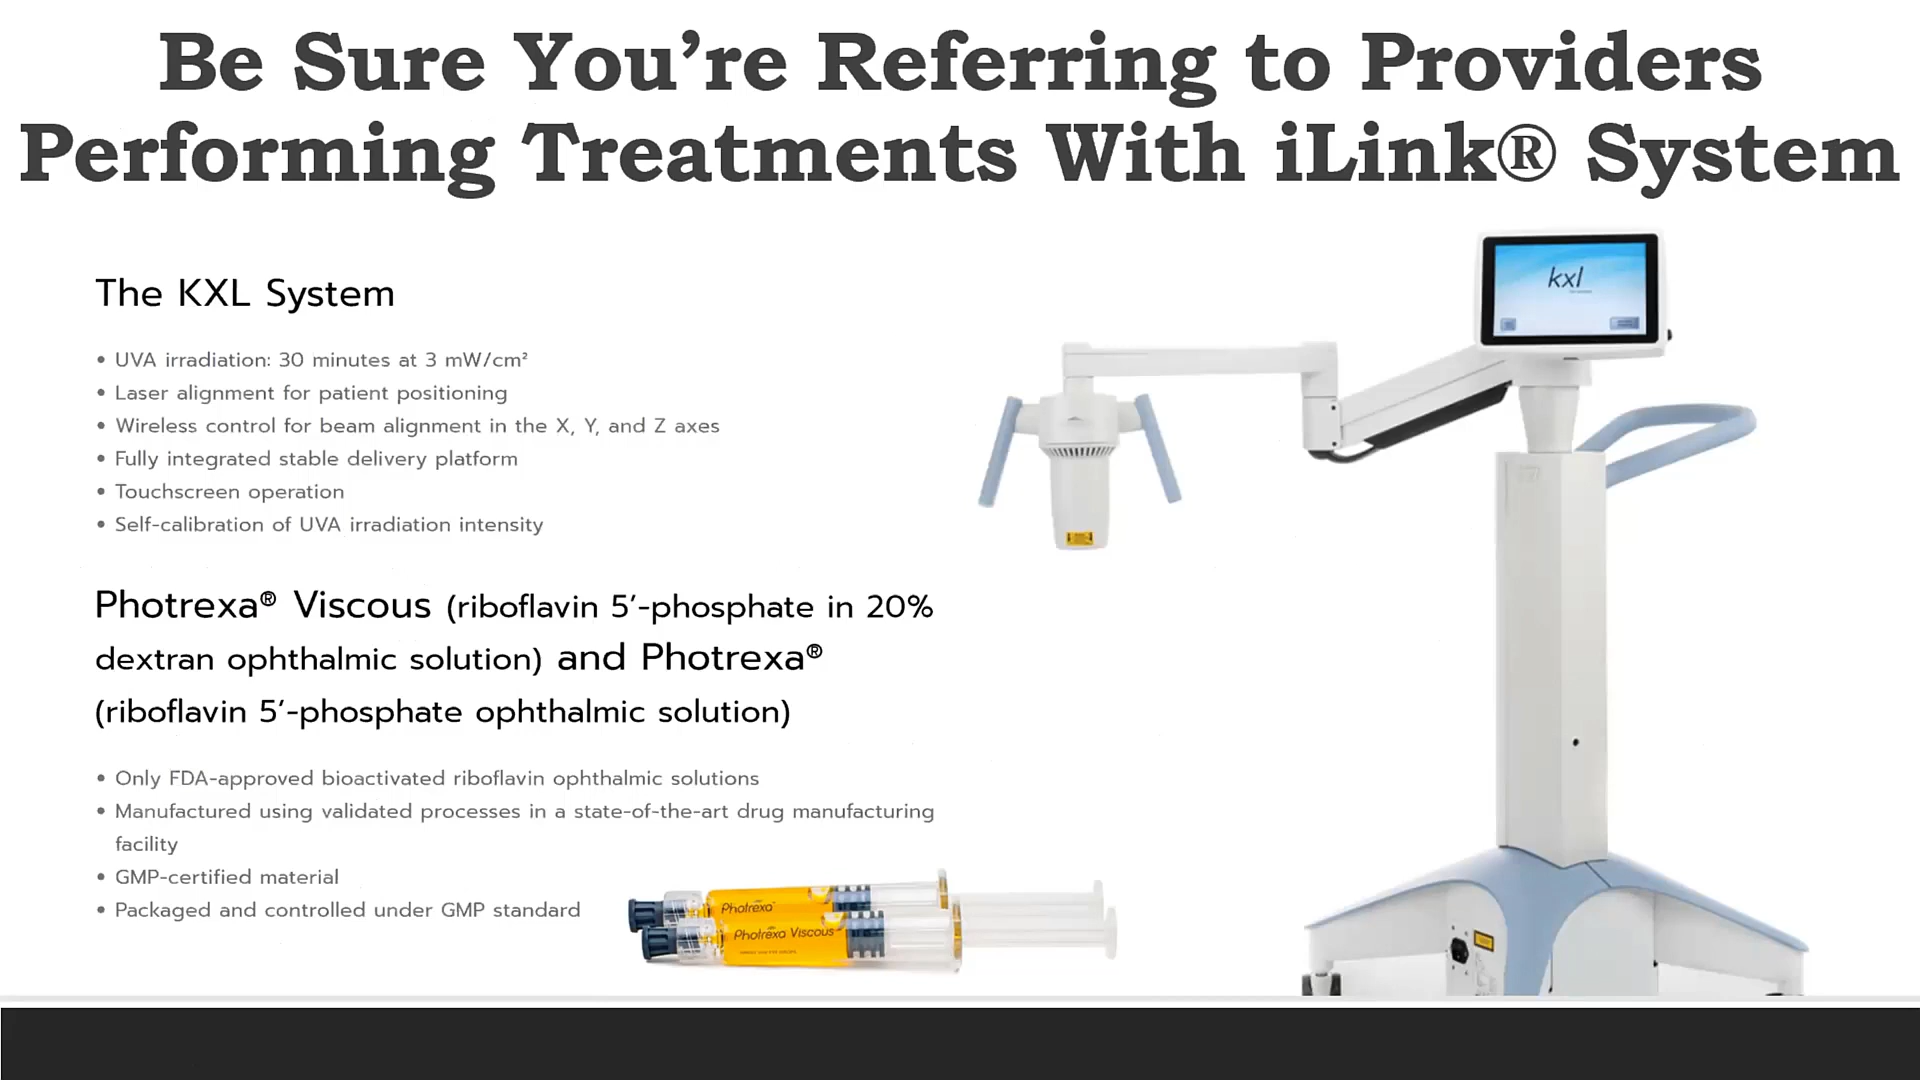 Be Sure You’re Referring to Providers
Performing Treatments With iLink® System
The KXL System
• UVA irradiation: 30 minutes at 3 mW/cm²
• Laser alignment for patient positioning
• Wireless control for beam alignment in the X, Y, and Z axes
• Fully integrated stable delivery platform
• Touchscreen operation
• Self-calibration of UVA irradiation intensity
kxl
Photrexa® Viscous (riboflavin 5’-phosphate in 20%
dextran ophthalmic solution) and Photrexa®
(riboflavin 5’-phosphate ophthalmic solution)
• Only FDA-approved bioactivated riboflavin ophthalmic solutions
• Manufactured using validated processes in a state-of-the-art drug manufacturing
facility
• GMP-certified material
• Packaged and controlled under GMP standard
Photrexa
Photrexa Viscous